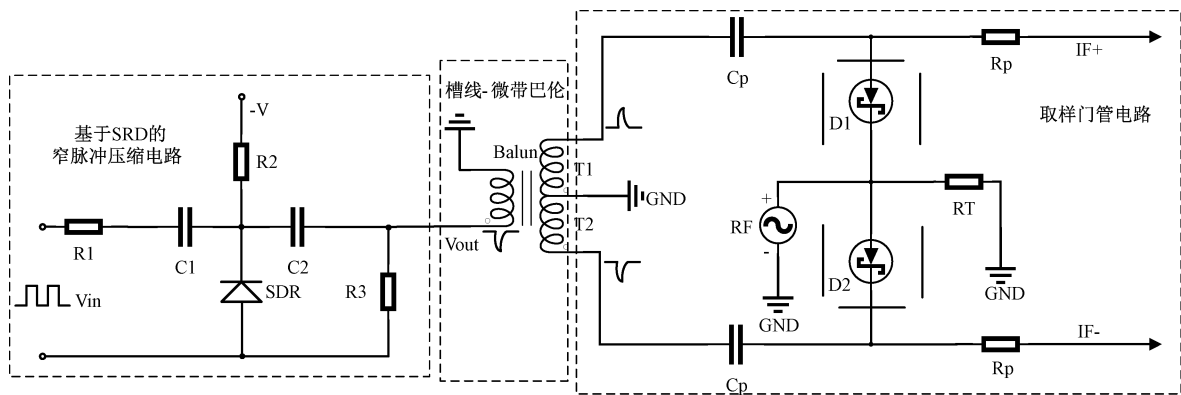 基于SRD的
窄脉冲压缩电路
-V
R2
R1
C1
C2
SDR
R3
Vin
Vout
槽线-微带巴伦
Balun
T1
T2
GND
Cp
Rp
IF+
D1
取样门管电路
RF
+
-
GND
RT
GND
D2
Cp
Rp
IF-